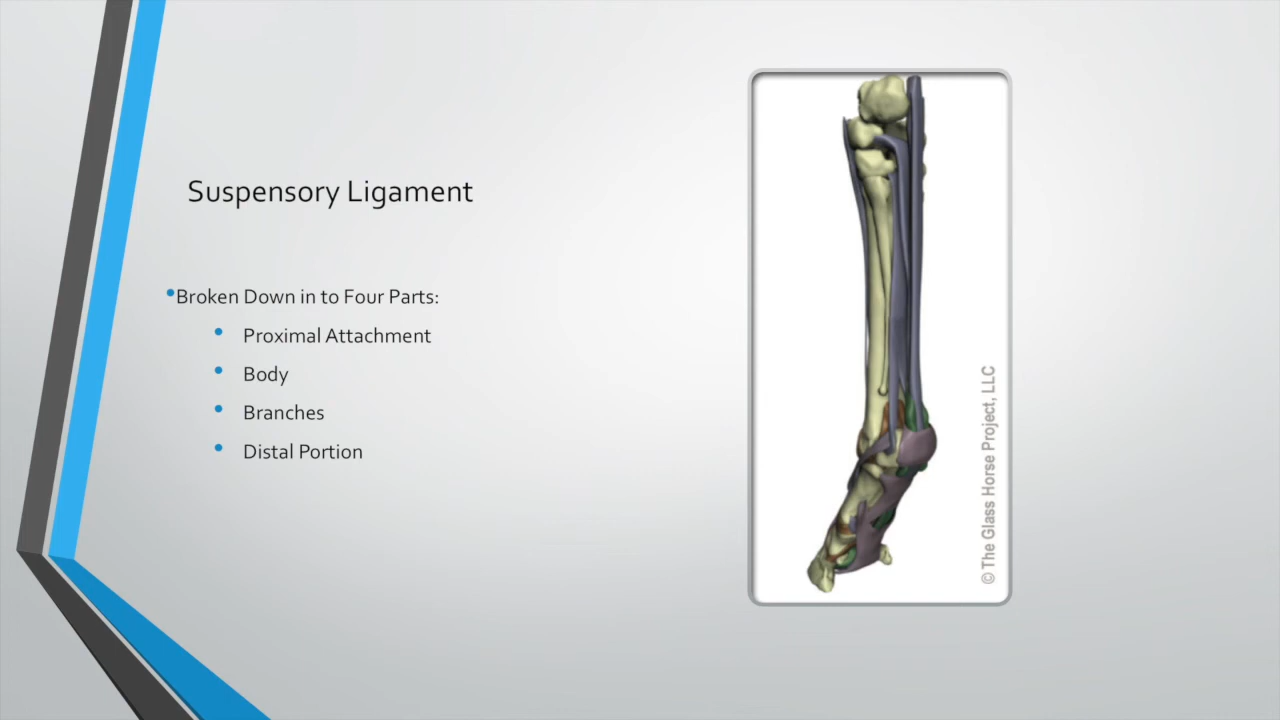 Suspensory Ligament
•Broken Down in to Four Parts:
• Proximal Attachment
• Body
• Branches
• Distal Portion
© The Glass Horse Project, LLC